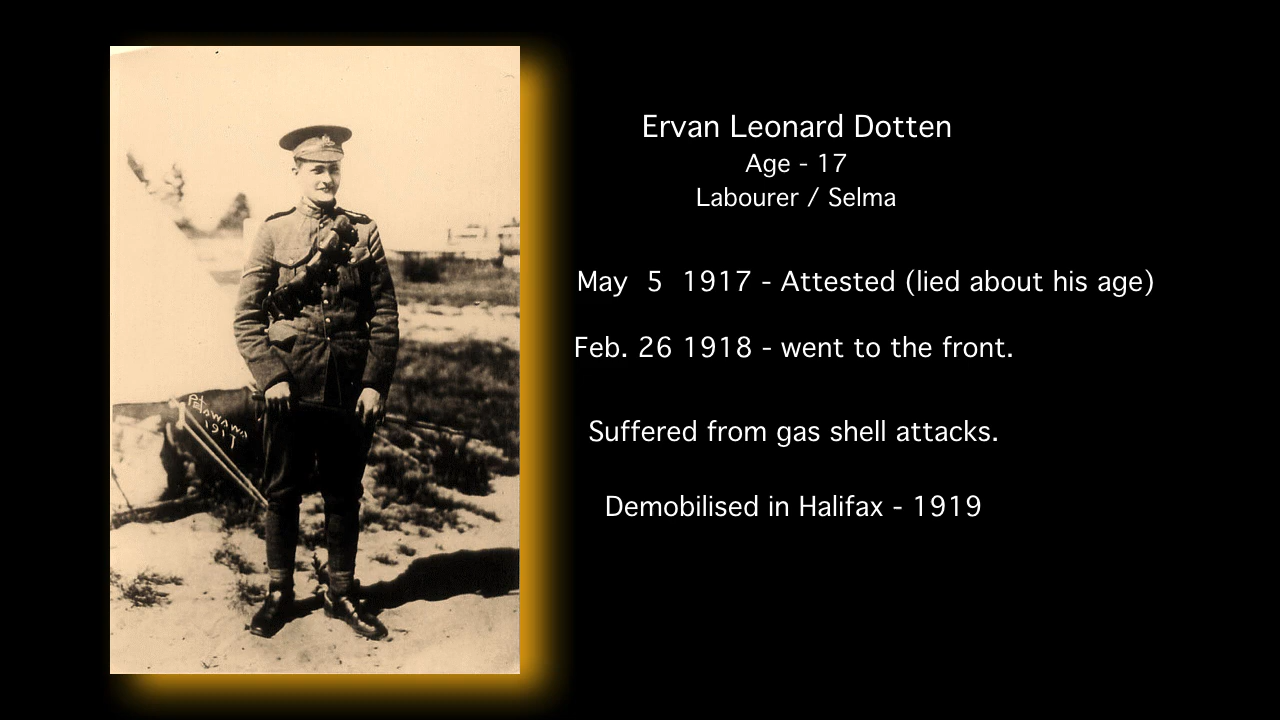 Ervan Leonard Dotten
Age - 17
Labourer / Selma
May 5 1917 - Attested (lied about his age)
Feb. 26 1918 - went to the front.
Suffered from gas shell attacks.
Demobilised in Halifax - 1919
Petawawa
1917